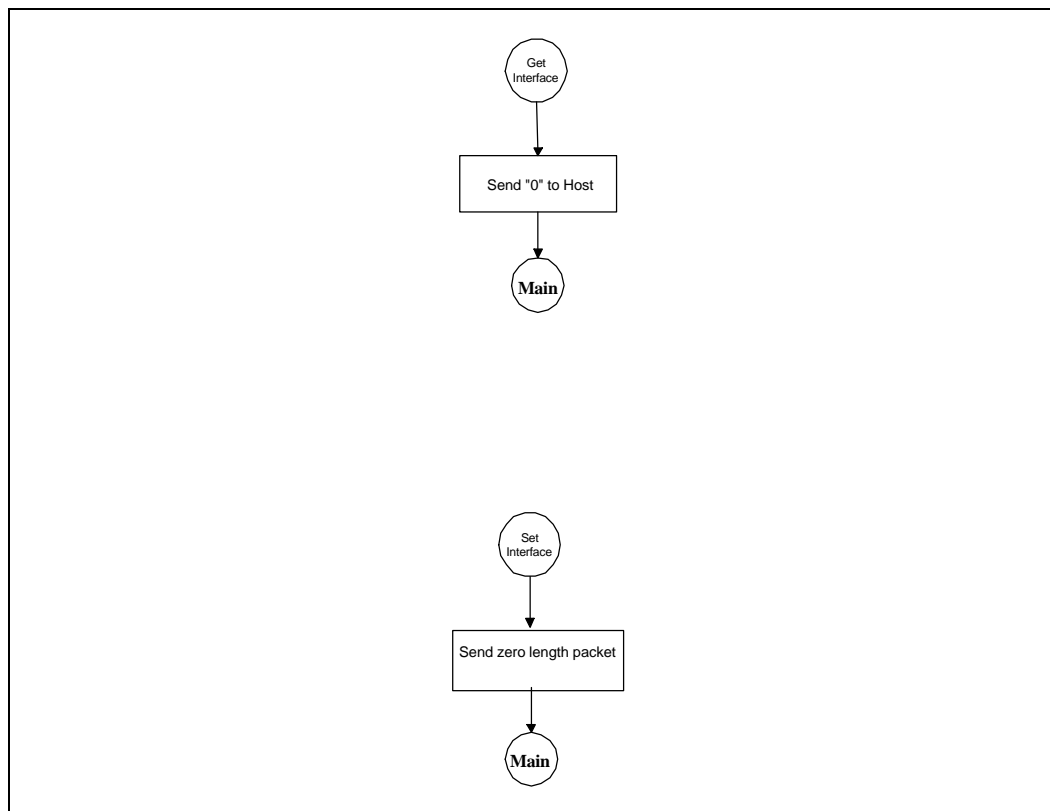 Get
Interface
Send "0" to Host
Main
Set
Interface
Send zero length packet
Main